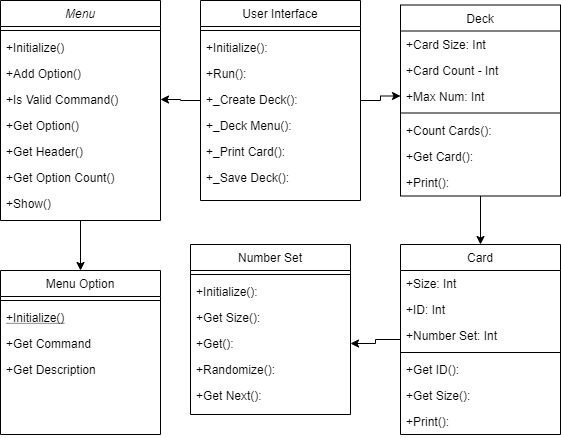 Menu
+Initialize()
+Add Option()
+Is Valid Command()
+Get Option()
+Get Header()
+Get Option Count()
+Show()
User Interface
+Initialize():
+Run():
+_Create Deck():
+_Deck Menu():
+_Print Card():
+_Save Deck():
Deck
+Card Size: Int
+Card Count - Int
+Max Num: Int
+Count Cards():
+Get Card():
+Print():
Menu Option
+Initialize()
+Get Command
+Get Description
Number Set
+Initialize():
+Get Size():
+Get():
+Randomize():
+Get Next():
Card
+Size: Int
+ID: Int
+Number Set: Int
+Get ID():
+Get Size():
+Print():